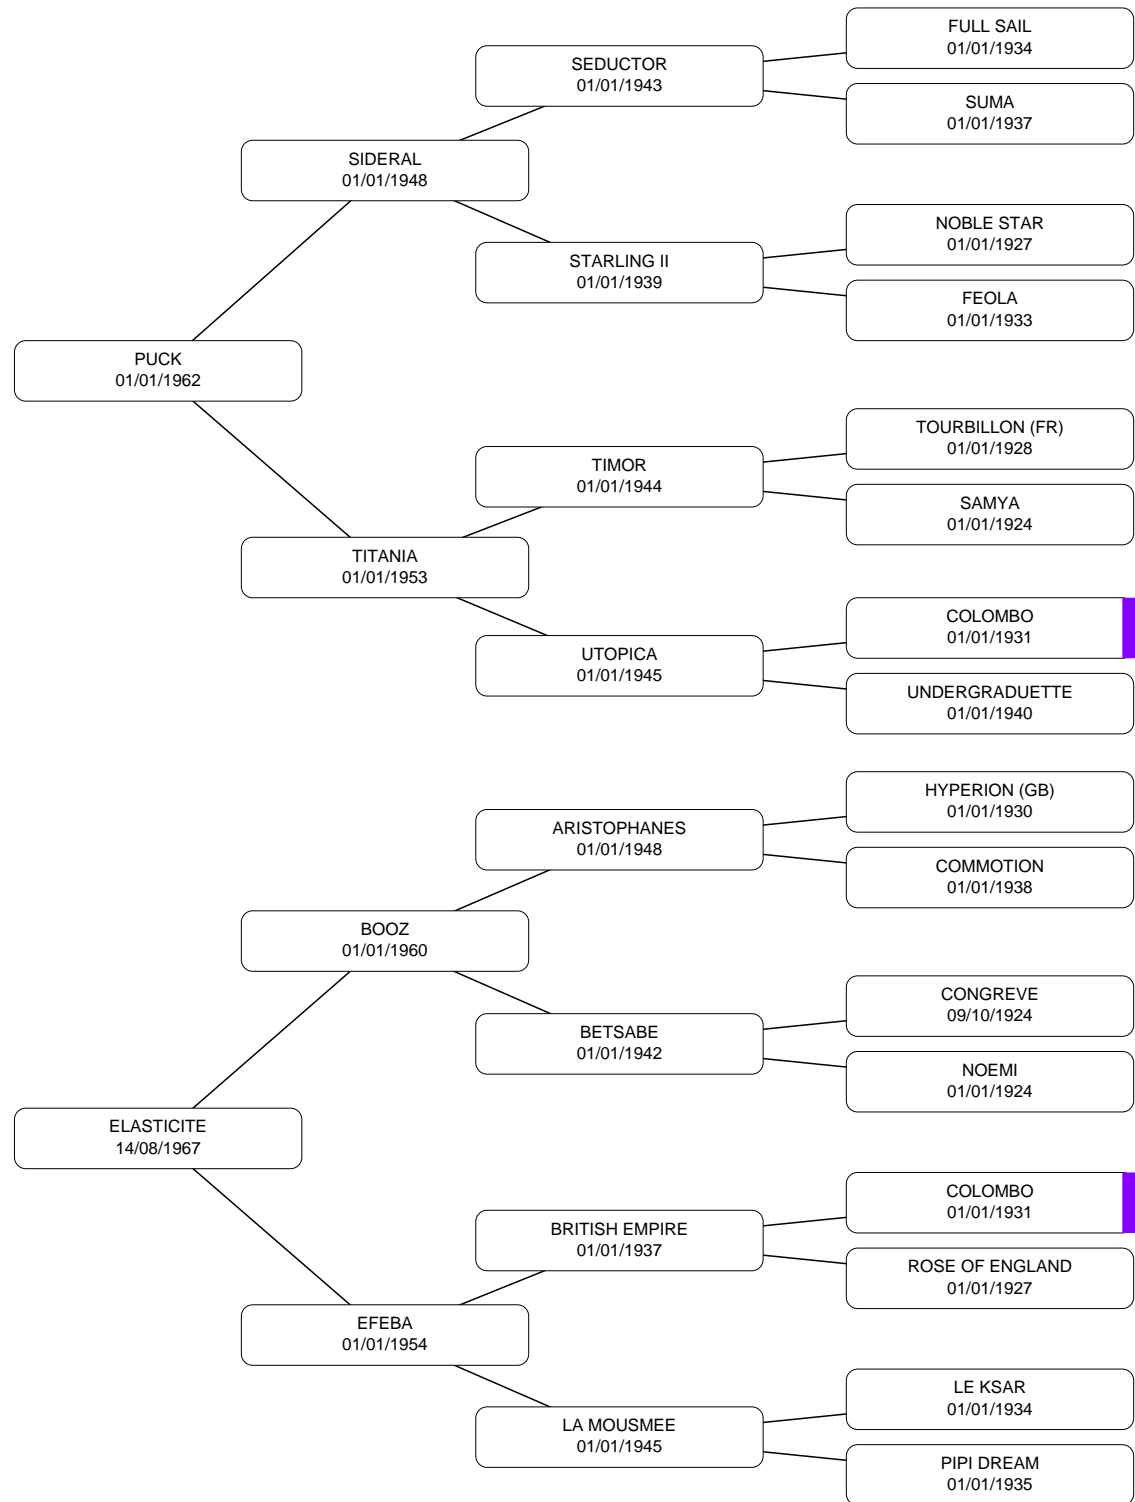 FULL SAIL
01/01/1934
SEDUCTOR
01/01/1943
SUMA
01/01/1937
SIDERAL
01/01/1948
NOBLE STAR
01/01/1927
STARLING II
01/01/1939
FEOLA
01/01/1933
PUCK
01/01/1962
TOURBILLON (FR)
01/01/1928
TIMOR
01/01/1944
SAMYA
01/01/1924
TITANIA
01/01/1953
COLOMBO
01/01/1931
UTOPICA
01/01/1945
UNDERGRADUETTE
01/01/1940
HYPERION (GB)
01/01/1930
ARISTOPHANES
01/01/1948
COMMOTION
01/01/1938
BOOZ
01/01/1960
CONGREVE
09/10/1924
BETSABE
01/01/1942
NOEMI
01/01/1924
ELASTICITE
14/08/1967
COLOMBO
01/01/1931
BRITISH EMPIRE
01/01/1937
ROSE OF ENGLAND
01/01/1927
EFEBA
01/01/1954
LE KSAR
01/01/1934
LA MOUSMEE
01/01/1945
PIPI DREAM
01/01/1935